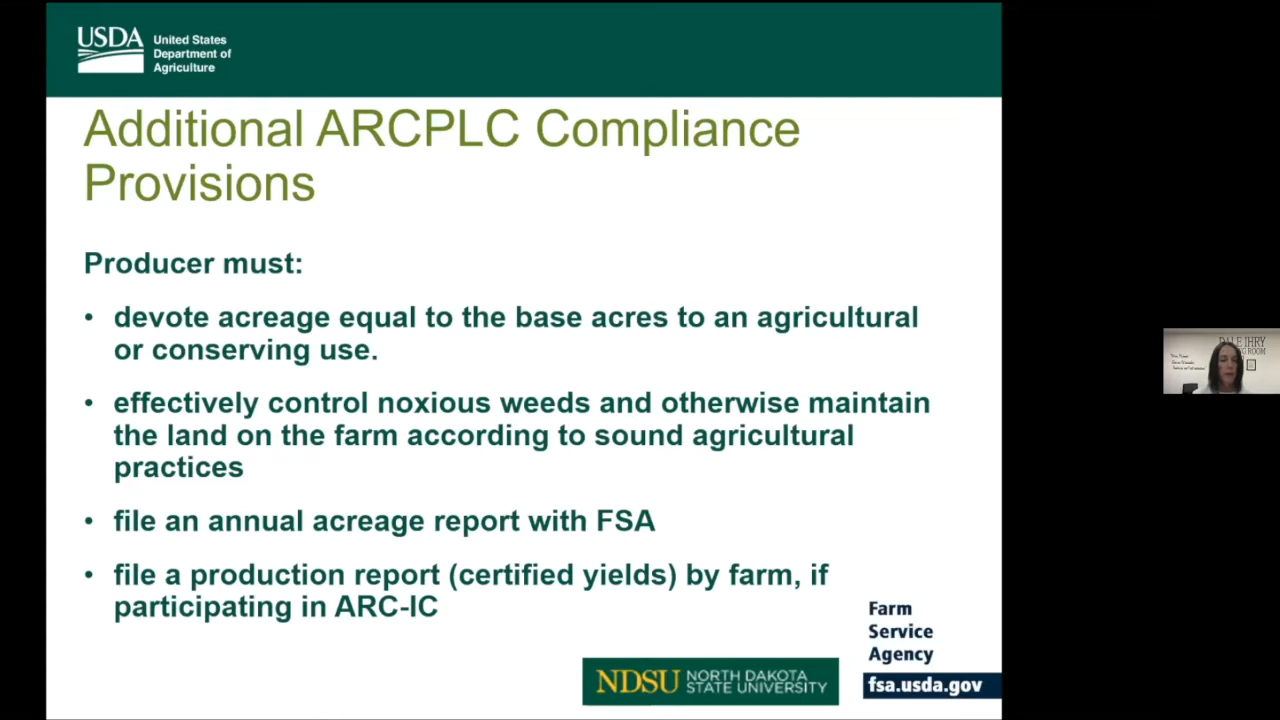 USDA
United States
Department of
Agriculture
Additional ARCPLC Compliance
Provisions
Producer must:
• devote acreage equal to the base acres to an agricultural
or conserving use.
• effectively control noxious weeds and otherwise maintain
the land on the farm according to sound agricultural
practices
• file an annual acreage report with FSA
• file a production report (certified yields) by farm, if
participating in ARC-IC
Farm
Service
Agency
fsa.usda.gov
NDSU
NORTH DAKOTA
STATE UNIVERSITY
DALE IHRY
ROOM